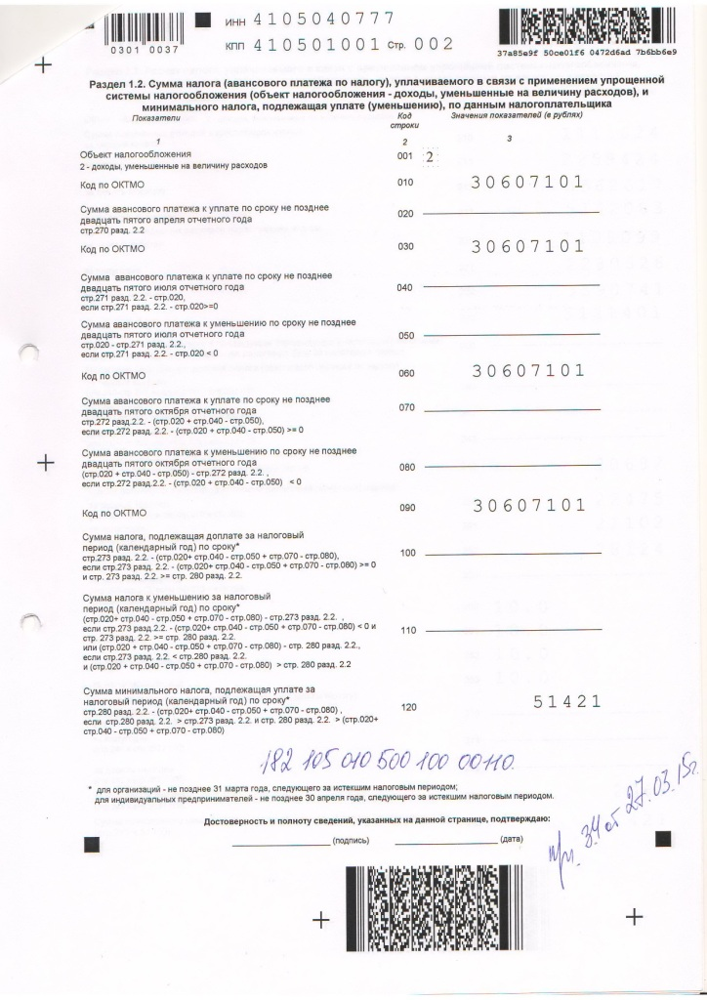 ИНН 4105040777
0301 0037
КПП 410501001 Стр. 002
37a85e9f 50ce01f6 0472d6ad 7b6bb6e9
Раздел 1.2. Сумма налога (авансового платежа по налогу), уплачиваемого в связи с применением упрощенной
системы налогообложения (объект налогообложения - доходы, уменьшенные на величину расходов), и
минимального налога, подлежащая уплате (уменьшению), по данным налогоплательщика
Показатели Код строки Значения показателей (в рублях)
1 2 3
Объект налогообложения 001 2
2 - доходы, уменьшенные на величину расходов
Код по ОКТМО 010 30607101
Сумма авансового платежа к уплате по сроку не позднее
двадцать пятого апреля отчетного года 020
стр.270 разд. 2.2
Код по ОКТМО 030 30607101
Сумма авансового платежа к уплате по сроку не позднее
двадцать пятого июля отчетного года 040
стр.271 разд. 2.2. - стр.020,
если стр.271 разд. 2.2. - стр.020>=0
Сумма авансового платежа к уменьшению по сроку не позднее
двадцать пятого июля отчетного года 050
стр.020 - стр.271 разд. 2.2.,
если стр.271 разд. 2.2. - стр.020 < 0
Код по ОКТМО 060 30607101
Сумма авансового платежа к уплате по сроку не позднее
двадцать пятого октября отчетного года 070
стр.272 разд.2.2. - (стр.020 + стр.040 - стр.050),
если стр.272 разд. 2.2. - (стр.020 + стр.040 - стр.050) >= 0
Сумма авансового платежа к уменьшению по сроку не позднее
двадцать пятого октября отчетного года 080
(стр.020 + стр.040 - стр.050) - стр.272 разд. 2.2. ,
если стр.272 разд.2.2. - (стр.020 + стр.040 - стр.050) < 0
Код по ОКТМО 090 30607101
Сумма налога, подлежащая доплате за налоговый
период (календарный год) по сроку*
стр.273 разд. 2.2. - (стр.020+ стр.040 - стр.050 + стр.070 - стр.080), 100
если стр.273 разд. 2.2. - (стр.020+ стр.040 - стр.050 + стр.070 - стр.080) >= 0
и стр. 273 разд. 2.2. >= стр. 280 разд. 2.2.
Сумма налога к уменьшению за налоговый
период (календарный год) по сроку*
(стр.020+ стр.040 - стр.050 + стр.070 - стр.080) - стр.273 разд. 2.2. ,
если стр.273 разд.2.2. - (стр.020+ стр.040 - стр.050 + стр.070 - стр.080) < 0 и
стр. 273 разд. 2.2. >= стр. 280 разд. 2.2. 110
или (стр.020 + стр.040 - стр.050 + стр.070 - стр.080) - стр. 280 разд. 2.2.,
если стр.273 разд. 2.2. < стр.280 разд. 2.2.
и (стр.020 + стр.040 - стр.050 + стр.070 - стр.080) > стр. 280 разд. 2.2
Сумма минимального налога, подлежащая уплате за
налоговый период (календарный год) по сроку* 120 51421
стр.280 разд. 2.2. - (стр.020+ стр.040 - стр.050 + стр.070 - стр.080) ,
если стр.280 разд. 2.2. > стр.273 разд. 2.2. и стр. 280 разд. 2.2. > (стр.020+
стр.040 - стр.050 + стр.070 - стр.080)
182 105 010 500 100 00110.
* для организаций - не позднее 31 марта года, следующего за истекшим налоговым периодом;
для индивидуальных предпринимателей - не позднее 30 апреля года, следующего за истекшим налоговым периодом.
Достоверность и полноту сведений, указанных на данной странице, подтверждаю:
(подпись) (дата)
34 от 27.03.15г.